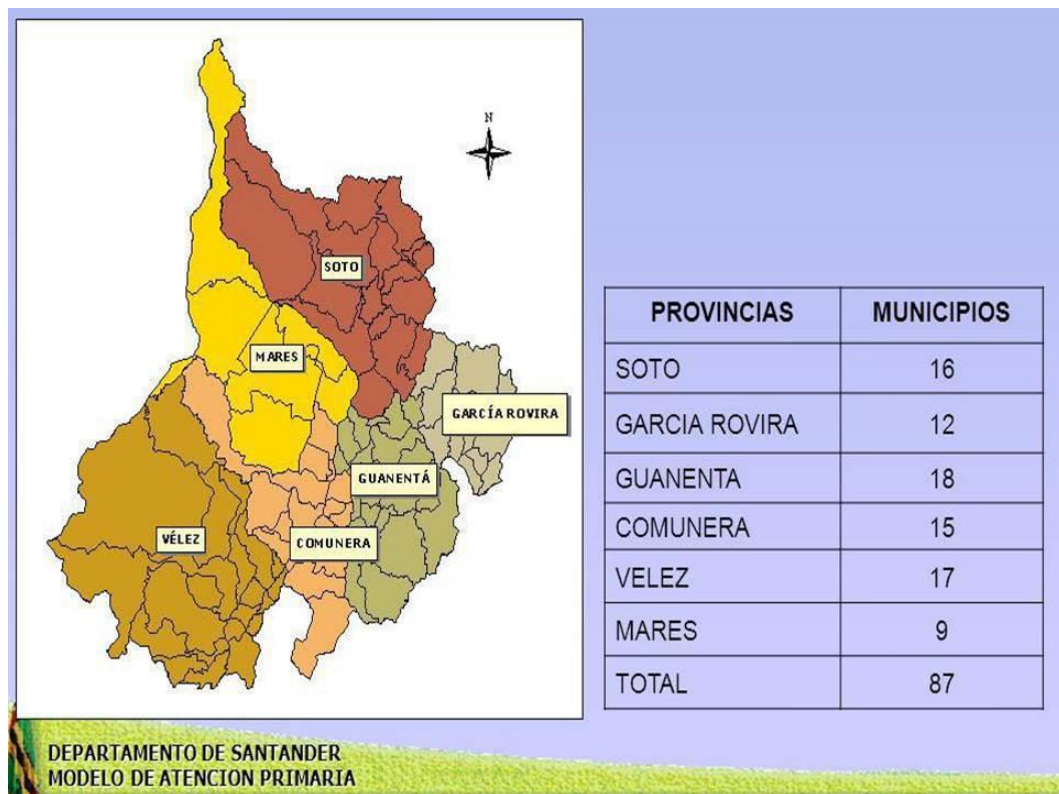 N
SOTO
MARES
GARCÍA ROVIRA
GUANENTÁ
VÉLEZ
COMUNERA
PROVINCIAS MUNICIPIOS
SOTO 16
GARCIA ROVIRA 12
GUANENTA 18
COMUNERA 15
VELEZ 17
MARES 9
TOTAL 87
DEPARTAMENTO DE SANTANDER
MODELO DE ATENCION PRIMARIA